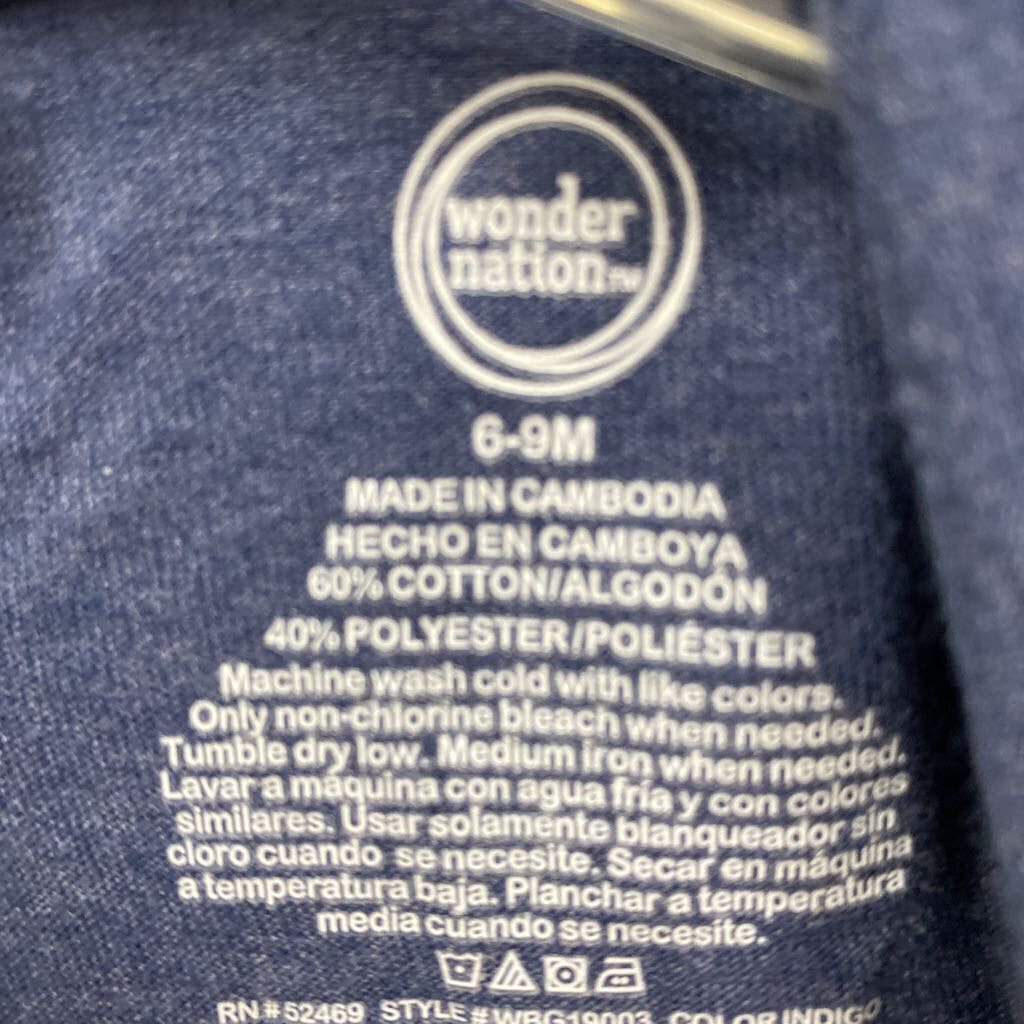 wonder
nation™
6-9M
MADE IN CAMBODIA
HECHO EN CAMBOYA
60% COTTON/ALGODÓN
40% POLYESTER/POLIÉSTER
Machine wash cold with like colors.
Only non-chlorine bleach when needed.
Tumble dry low. Medium iron when needed.
Lavar a máquina con agua fría y con colores
similares. Usar solamente blanqueador sin
cloro cuando se necesite. Secar en máquina
a temperatura baja. Planchar a temperatura
media cuando se necesite.
RN#52469 STYLE#WBG19003 COLOR INDIGO